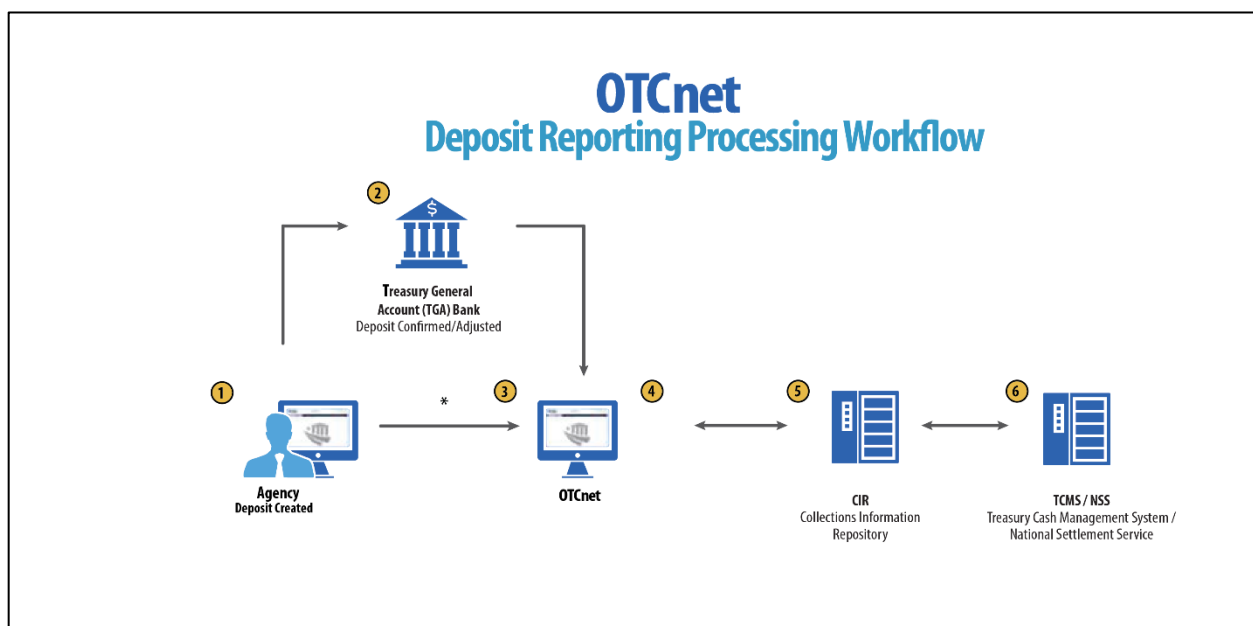 OTCnet
Deposit Reporting Processing Workflow
2
$
Treasury General
Account (TGA) Bank
Deposit Confirmed/Adjusted
1
*
3
4
5
6
Agency
Deposit Created
OTCnet
CIR
Collections Information
Repository
TCMS / NSS
Treasury Cash Management System /
National Settlement Service